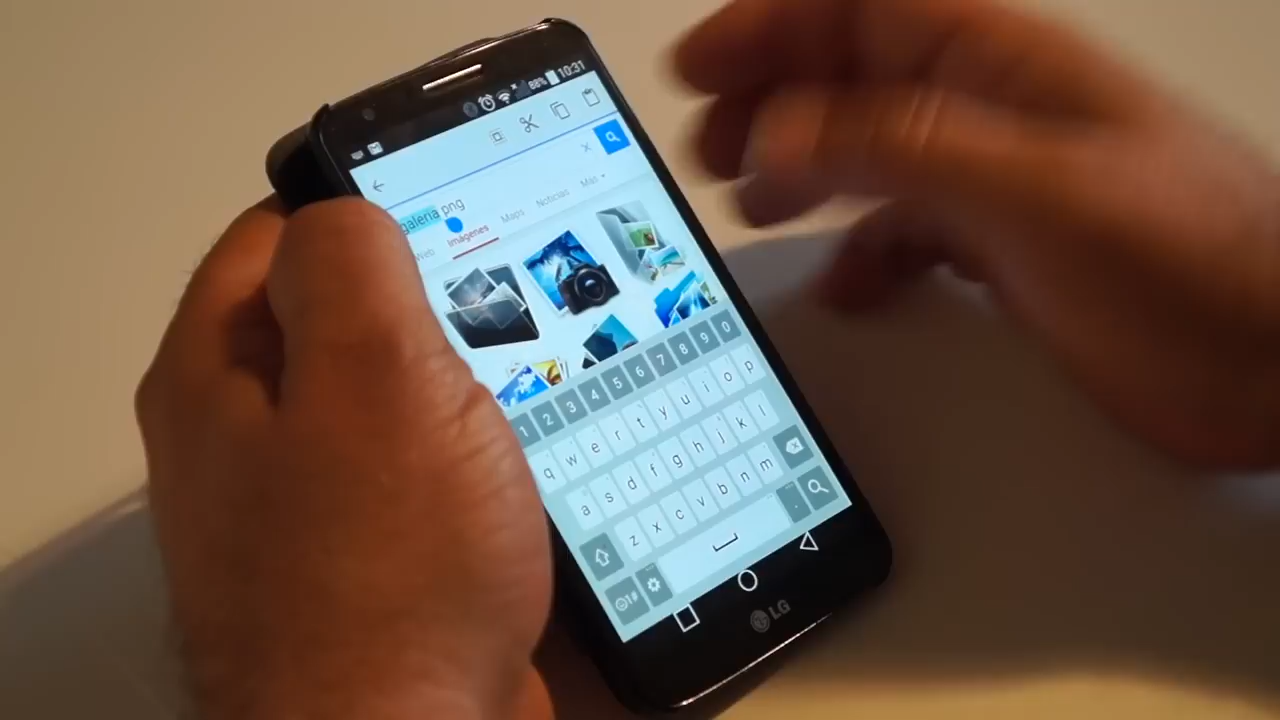 88% 10:31
galeria png
Web Imágenes Maps Noticias Más
1 2 3 4 5 6 7 8 9 0
q w e r t y u i o p
a s d f g h j k l
z x c v b n m
.
1#
LG